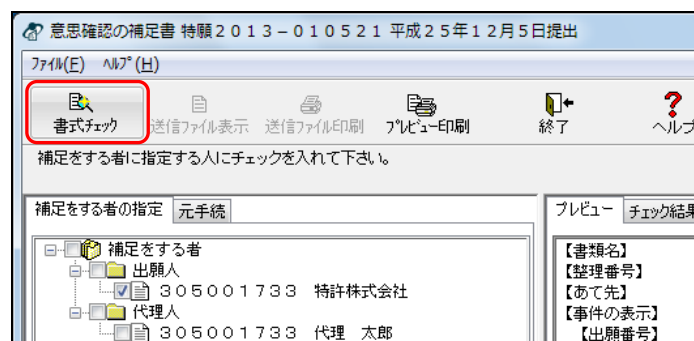 意思確認の補足書 特願２０１３－０１０５２１ 平成２５年１２月５日提出
ﾌｧｲﾙ(F) ﾍﾙﾌﾟ(H)
書式ﾁｪｯｸ 送信ﾌｧｲﾙ表示 送信ﾌｧｲﾙ印刷 ﾌﾟﾚﾋﾞｭｰ印刷 終了 ヘルプ
補足をする者に指定する人にチェックを入れて下さい。
補足をする者の指定 元手続
補足をする者
出願人
３０５００１７３３ 特許株式会社
代理人
３０５００１７３３ 代理 太郎
プレビュー ﾁｪｯｸ結果
【書類名】
【整理番号】
【あて先】
【事件の表示】
【出願番号】